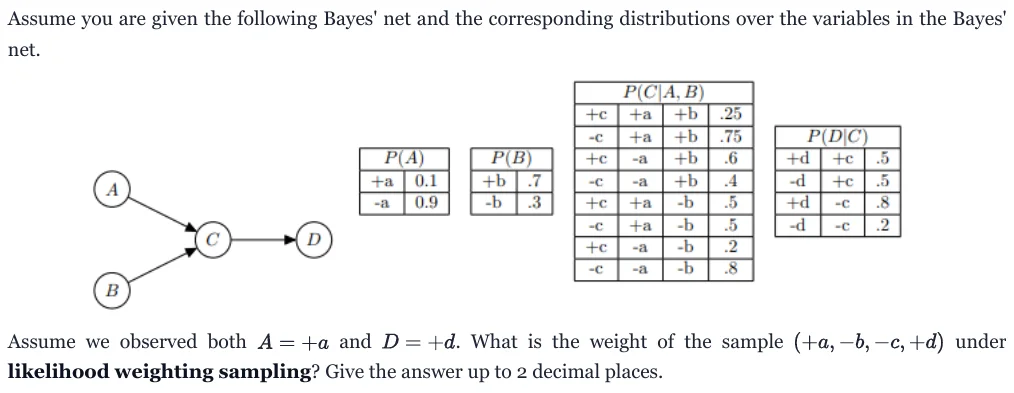 Assume you are given the following Bayes' net and the corresponding distributions over the variables in the Bayes'
net.
P(C|A, B)
+c +a +b .25
-c +a +b .75
+c -a +b .6
-c -a +b .4
+c +a -b .5
-c +a -b .5
+c -a -b .2
-c -a -b .8
P(A)
+a 0.1
-a 0.9
P(B)
+b .7
-b .3
P(D|C)
+d +c .5
-d +c .5
+d -c .8
-d -c .2
A
C
D
B
Assume we observed both A = +a and D = +d. What is the weight of the sample (+a, −b, −c, +d) under
likelihood weighting sampling? Give the answer up to 2 decimal places.